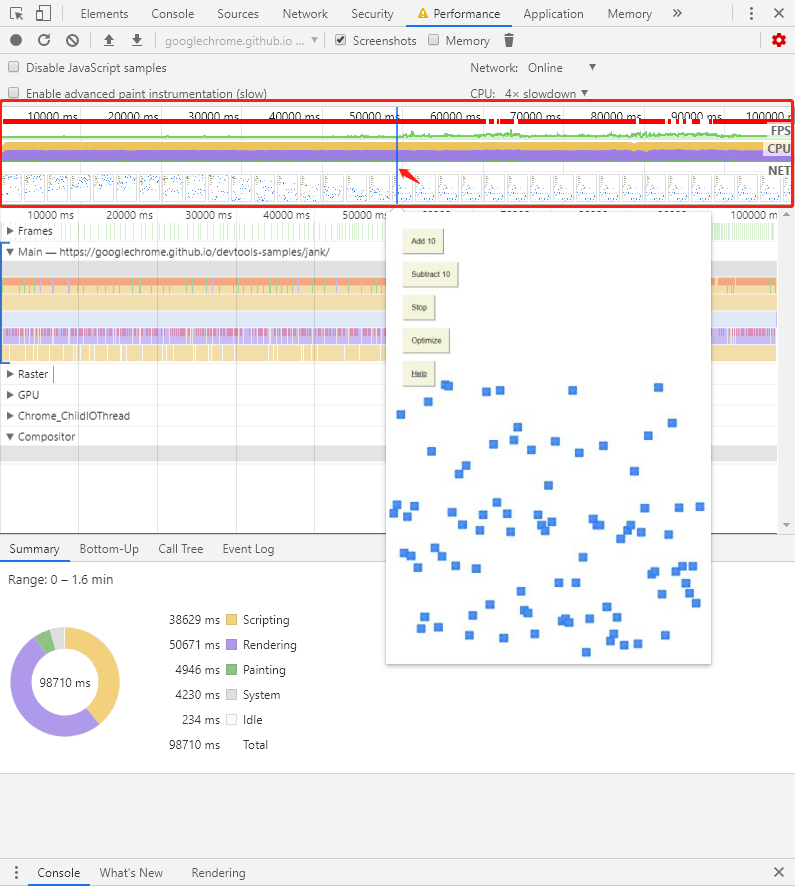 Elements Console Sources Network Security Performance Application Memory »
googlechrome.github.io ... Screenshots Memory
Disable JavaScript samples Network: Online
Enable advanced paint instrumentation (slow) CPU: 4× slowdown
10000 ms 20000 ms 30000 ms 40000 ms 50000 ms 60000 ms 70000 ms 80000 ms 90000 ms 100000 m
FPS
CPU
NET
10000 ms 20000 ms 30000 ms 40000 ms 100000 ms
Frames
Main — https://googlechrome.github.io/devtools-samples/jank/
Raster
GPU
Chrome_ChildIOThread
Compositor
Add 10
Subtract 10
Stop
Optimize
Help
Summary Bottom-Up Call Tree Event Log
Range: 0 – 1.6 min
38629 ms Scripting
50671 ms Rendering
4946 ms Painting
4230 ms System
234 ms Idle
98710 ms Total
98710 ms
Console What's New Rendering